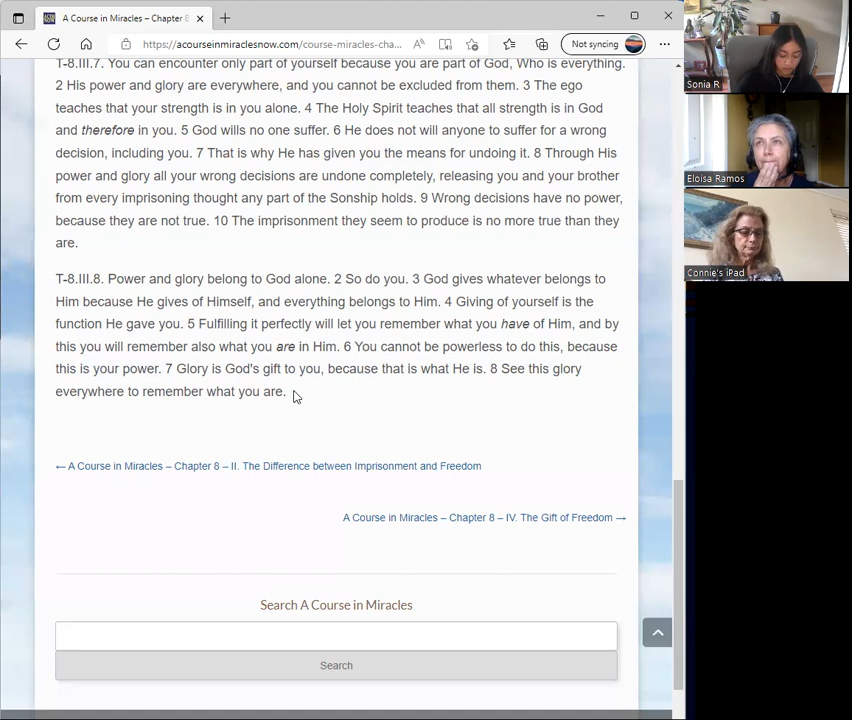 A Course in Miracles – Chapter 8
https://acourseinmiraclesnow.com/course-miracles-cha...
Not syncing
T-8.III.7. You can encounter only part of yourself because you are part of God, Who is everything.
2 His power and glory are everywhere, and you cannot be excluded from them. 3 The ego
teaches that your strength is in you alone. 4 The Holy Spirit teaches that all strength is in God
and therefore in you. 5 God wills no one suffer. 6 He does not will anyone to suffer for a wrong
decision, including you. 7 That is why He has given you the means for undoing it. 8 Through His
power and glory all your wrong decisions are undone completely, releasing you and your brother
from every imprisoning thought any part of the Sonship holds. 9 Wrong decisions have no power,
because they are not true. 10 The imprisonment they seem to produce is no more true than they
are.
T-8.III.8. Power and glory belong to God alone. 2 So do you. 3 God gives whatever belongs to
Him because He gives of Himself, and everything belongs to Him. 4 Giving of yourself is the
function He gave you. 5 Fulfilling it perfectly will let you remember what you have of Him, and by
this you will remember also what you are in Him. 6 You cannot be powerless to do this, because
this is your power. 7 Glory is God's gift to you, because that is what He is. 8 See this glory
everywhere to remember what you are.
← A Course in Miracles – Chapter 8 – II. The Difference between Imprisonment and Freedom
A Course in Miracles – Chapter 8 – IV. The Gift of Freedom →
Search A Course in Miracles
Search
Sonia R
Eloisa Ramos
Connie's iPad